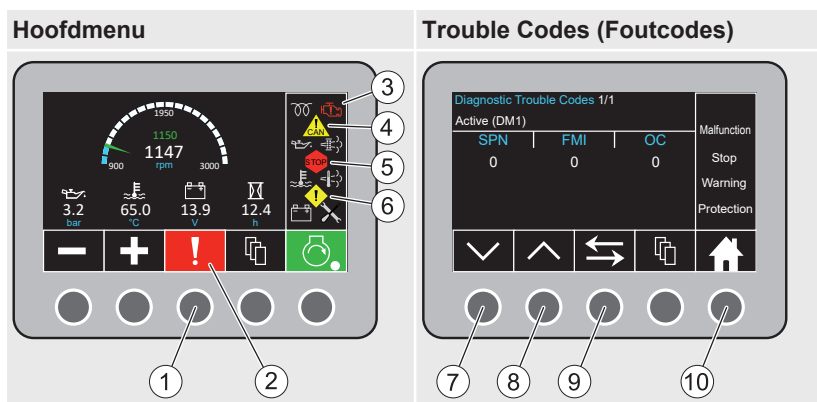 Hoofdmenu
1950
1150
1147
rpm
900
3000
3.2
bar
65.0
°C
13.9
V
12.4
h
CAN
STOP
!
3
4
5
6
1
2
Trouble Codes (Foutcodes)
Diagnostic Trouble Codes 1/1
Active (DM1)
SPN FMI OC
0 0 0
Malfunction
Stop
Warning
Protection
7
8
9
10